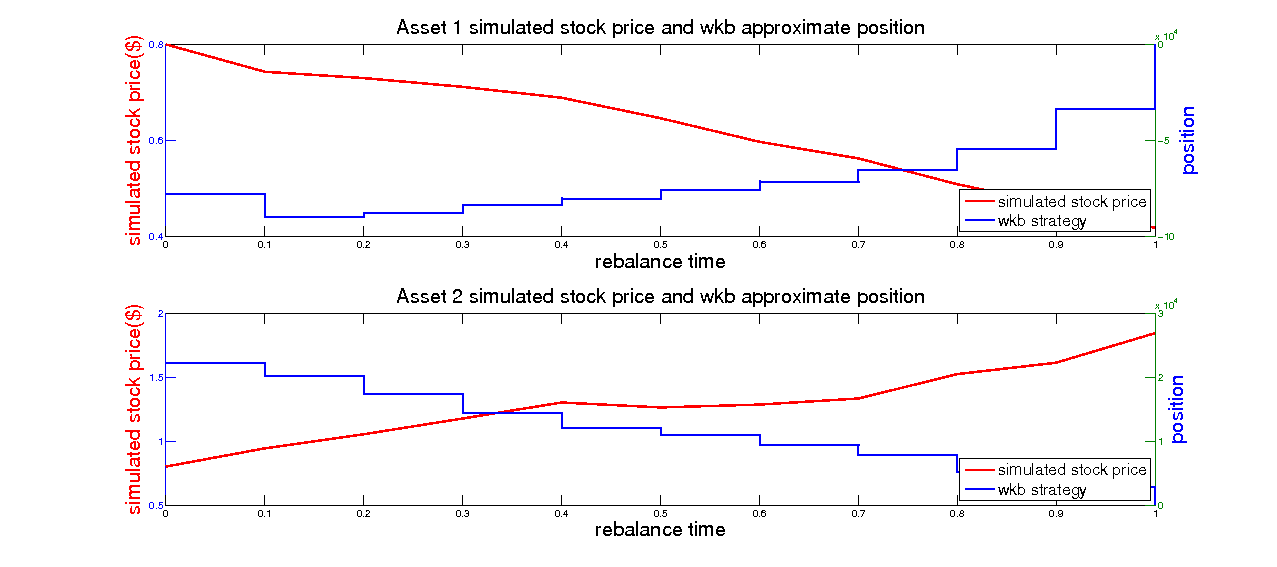 Asset 1 simulated stock price and wkb approximate position
x 10^4
0.8
0.6
0.4
simulated stock price($)
0
-5
-10
position
simulated stock price
wkb strategy
0 0.1 0.2 0.3 0.4 0.5 0.6 0.7 0.8 0.9 1
rebalance time
Asset 2 simulated stock price and wkb approximate position
x 10^4
2
1.5
1
0.5
simulated stock price($)
3
2
1
0
position
simulated stock price
wkb strategy
0 0.1 0.2 0.3 0.4 0.5 0.6 0.7 0.8 0.9 1
rebalance time